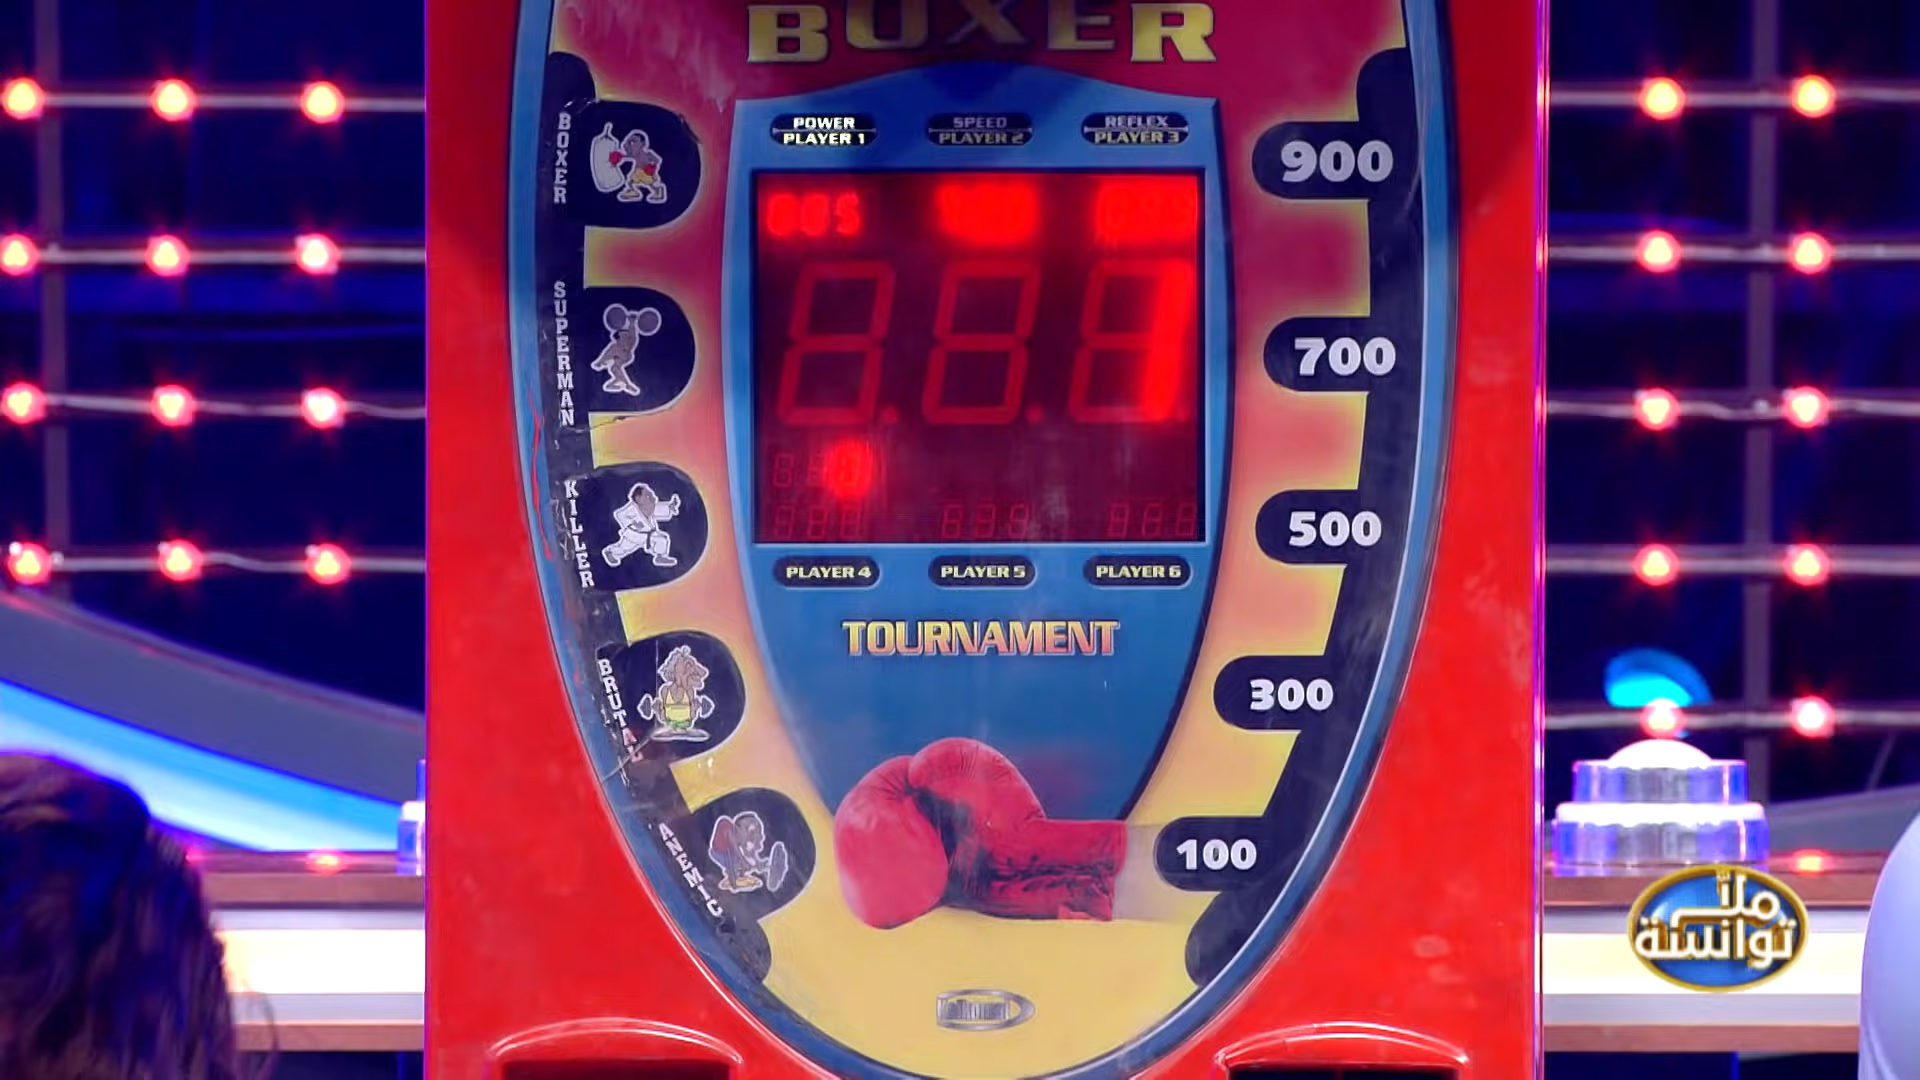 BOXER
POWER
PLAYER 1
SPEED
PLAYER 2
REFLEX
PLAYER 3
BOXER
900
SUPERMAN
700
KILLER
500
PLAYER 4
PLAYER 5
PLAYER 6
TOURNAMENT
BRUTAL
300
ANEMIC
100
ملا
توانسة